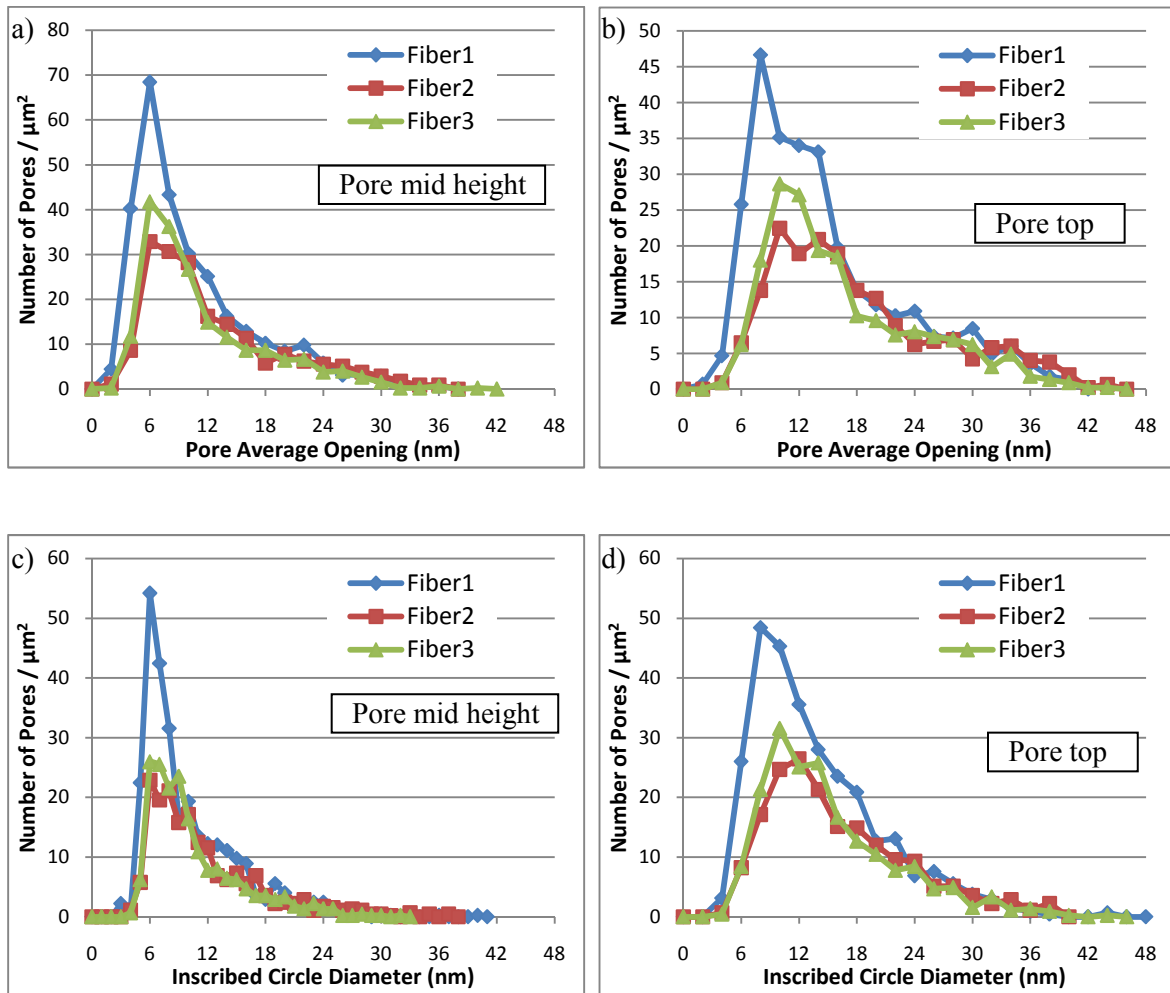 a)
80
70
60
50
40
30
20
10
0
Number of Pores / µm²
Fiber1
Fiber2
Fiber3
Pore mid height
0 6 12 18 24 30 36 42 48
Pore Average Opening (nm)
b)
50
45
40
35
30
25
20
15
10
5
0
Number of Pores / µm²
Fiber1
Fiber2
Fiber3
Pore top
0 6 12 18 24 30 36 42 48
Pore Average Opening (nm)
c)
60
50
40
30
20
10
0
Number of Pores / µm²
Fiber1
Fiber2
Fiber3
Pore mid height
0 6 12 18 24 30 36 42 48
Inscribed Circle Diameter (nm)
d)
60
50
40
30
20
10
0
Number of Pores / µm²
Fiber1
Fiber2
Fiber3
Pore top
0 6 12 18 24 30 36 42 48
Inscribed Circle Diameter (nm)